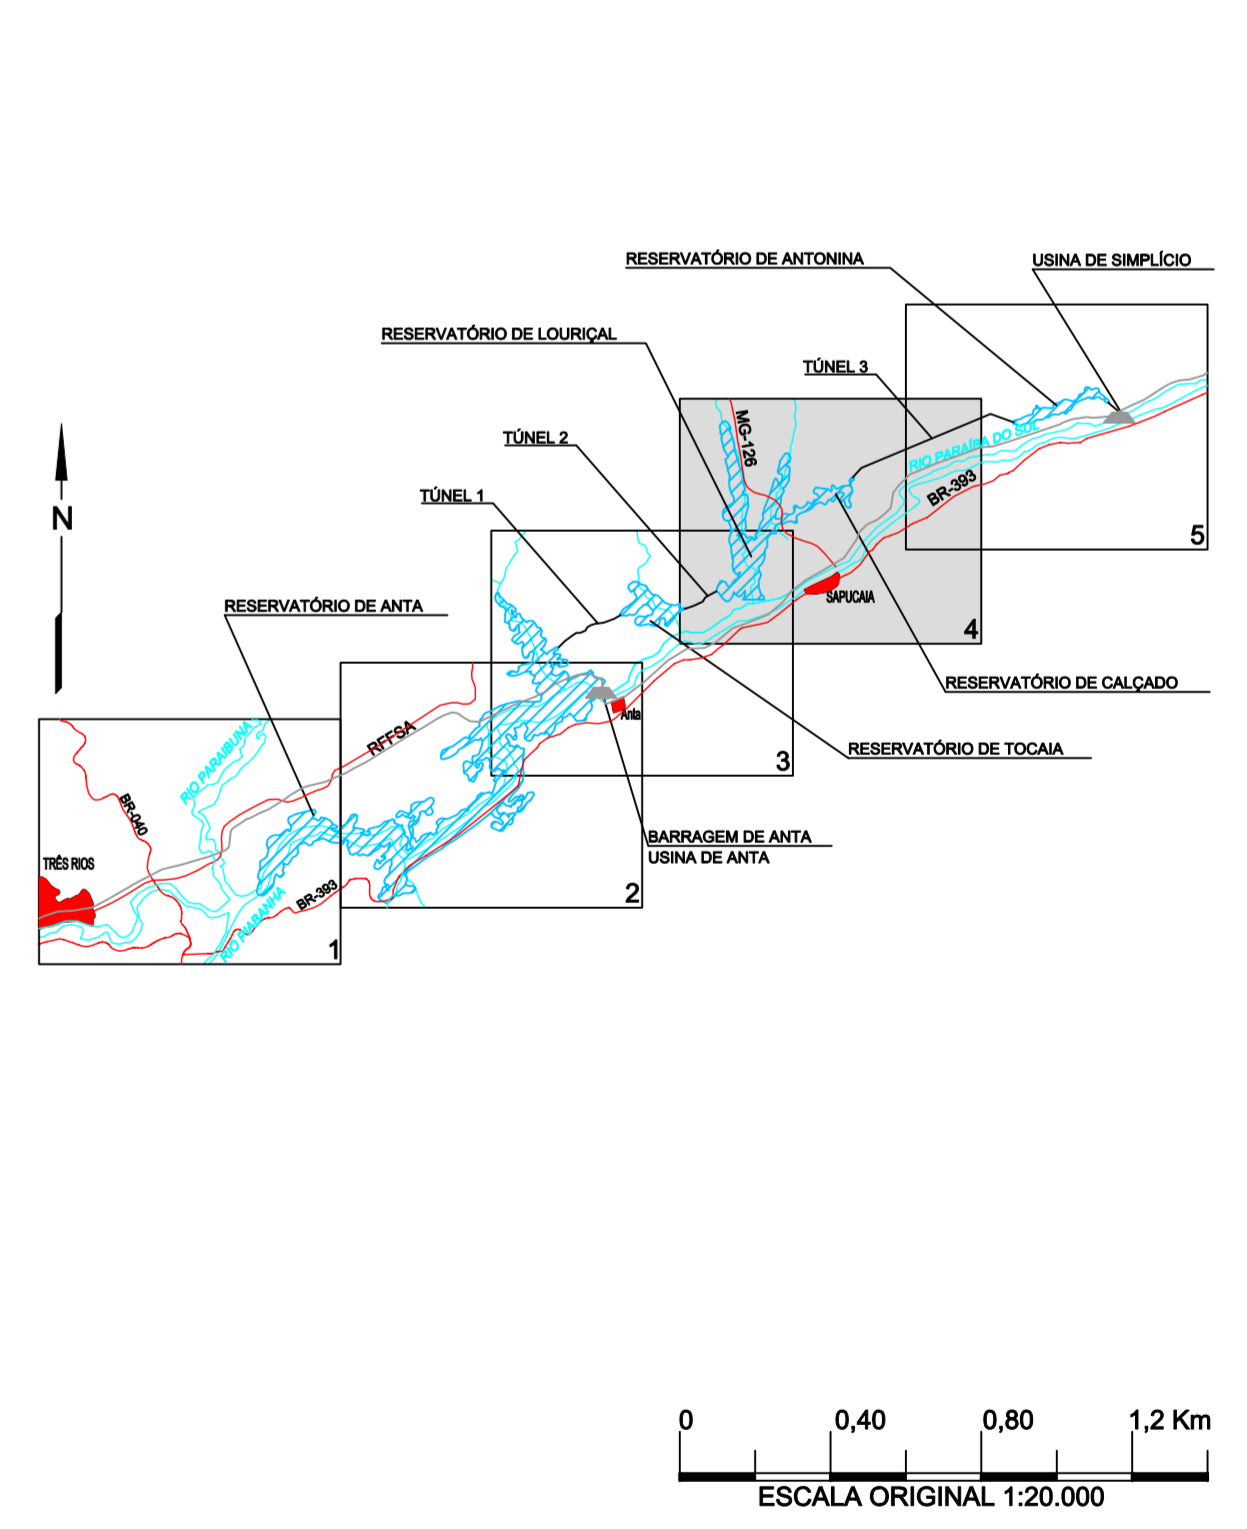 RESERVATÓRIO DE ANTONINA
USINA DE SIMPLÍCIO
RESERVATÓRIO DE LOURIÇAL
TÚNEL 3
MG-126
TÚNEL 2
RIO PARAÍBA DO SUL
BR-393
TÚNEL 1
N
5
RESERVATÓRIO DE ANTA
SAPUCAIA
4
RESERVATÓRIO DE CALÇADO
Anta
RFFSA
RESERVATÓRIO DE TOCAIA
3
RIO PARAIBUNA
BR-040
BARRAGEM DE ANTA
USINA DE ANTA
TRÊS RIOS
BR-393
2
RIO PIABANHA
1
0 0,40 0,80 1,2 Km
ESCALA ORIGINAL 1:20.000